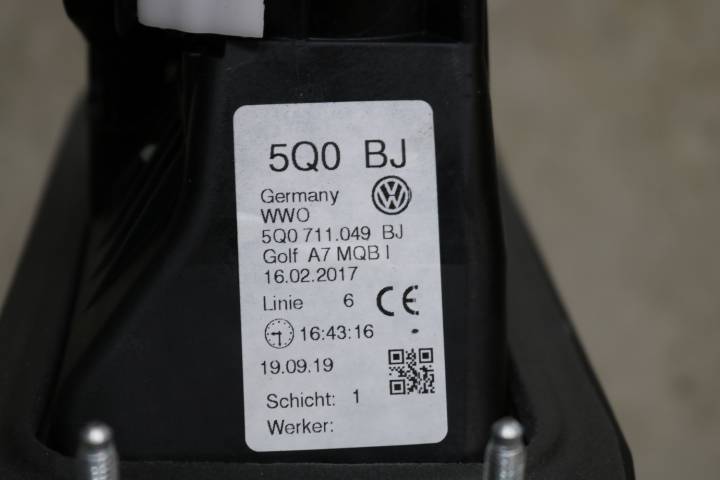 5Q0 BJ
Germany
WWO
5Q0 711.049 BJ
Golf A7 MQB I
16.02.2017
Linie 6 CE
16:43:16
19.09.19
Schicht: 1
Werker: